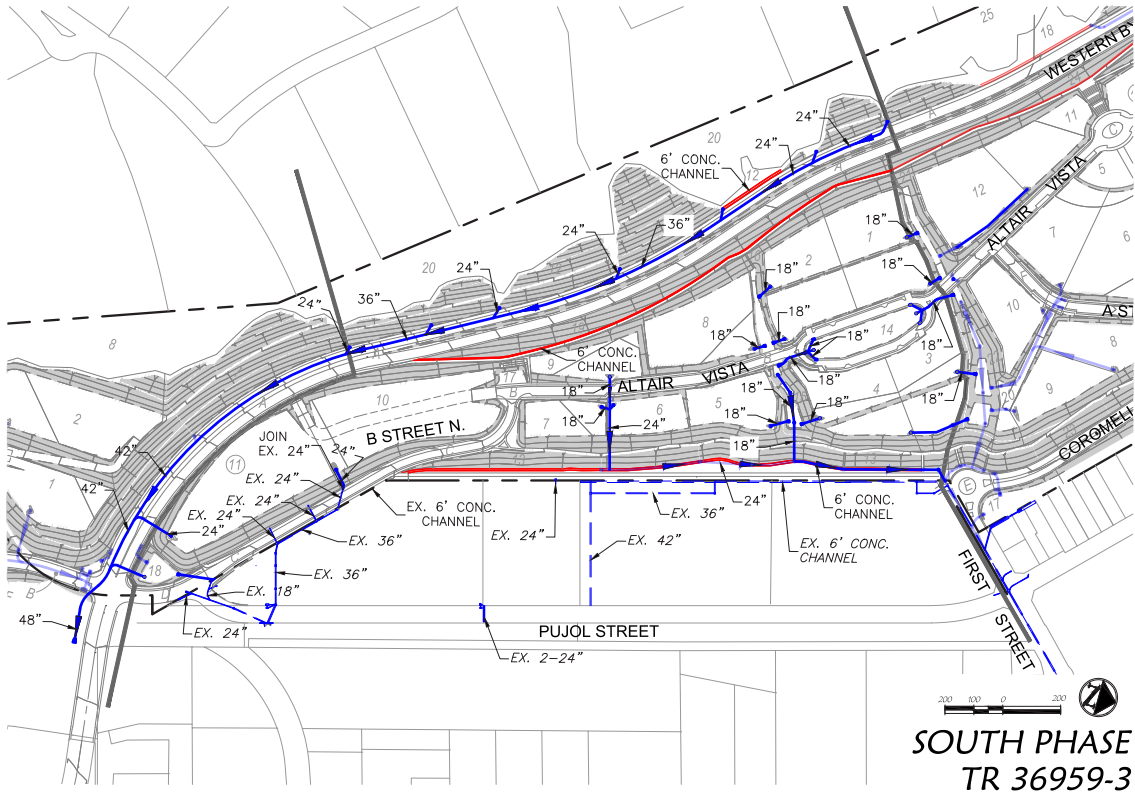 25
18
WESTERN BY
24"
24"
A
11
C
20
6' CONC.
CHANNEL
12
A
12
ALTAIR VISTA
5
7
6
18"
1
36"
24"
2
18"
18"
20
24"
36"
24"
10
A ST
14
18"
8
18"
8
18"
18"
3
18"
6' CONC.
CHANNEL
9
17
18"
ALTAIR VISTA
B
18"
4
18"
9
20
10
B
7
6
5
18"
18"
24"
2
A
B STREET N.
JOIN
EX. 24"
24"
18"
COROMELL
42"
11
EX. 24"
EX. 24"
EX. 24"
1
42"
24"
EX. 6' CONC.
CHANNEL
EX. 24"
EX. 36"
24"
6' CONC.
CHANNEL
E
17
EX. 36"
EX. 42"
EX. 6' CONC.
CHANNEL
18
EX. 36"
EX. 18"
B
48"
EX. 24"
PUJOL STREET
FIRST STREET
EX. 2-24"
200 100 0 200
SOUTH PHASE
TR 36959-3